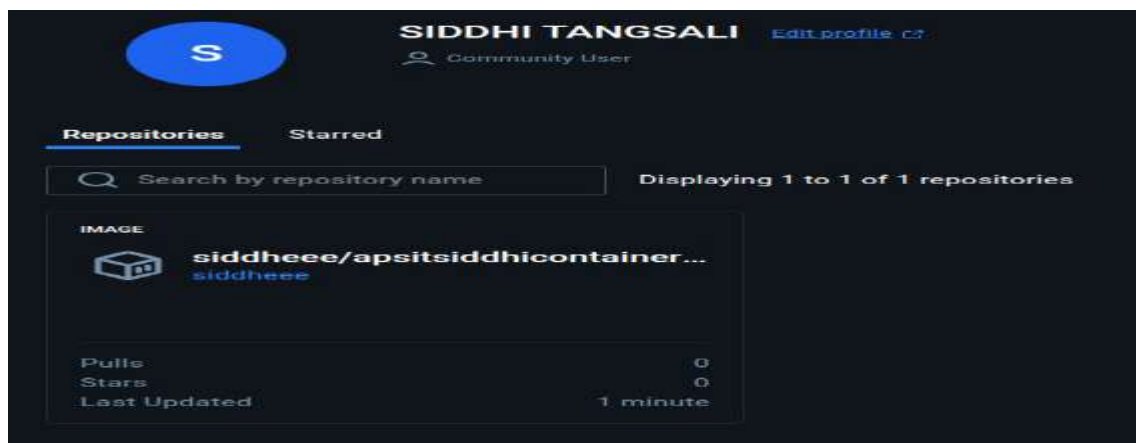 S
SIDDHI TANGSALI Edit profile
Community User
Repositories Starred
Search by repository name Displaying 1 to 1 of 1 repositories
IMAGE
siddheee/apsitsiddhicontainer...
siddheee
Pulls 0
Stars 0
Last Updated 1 minute